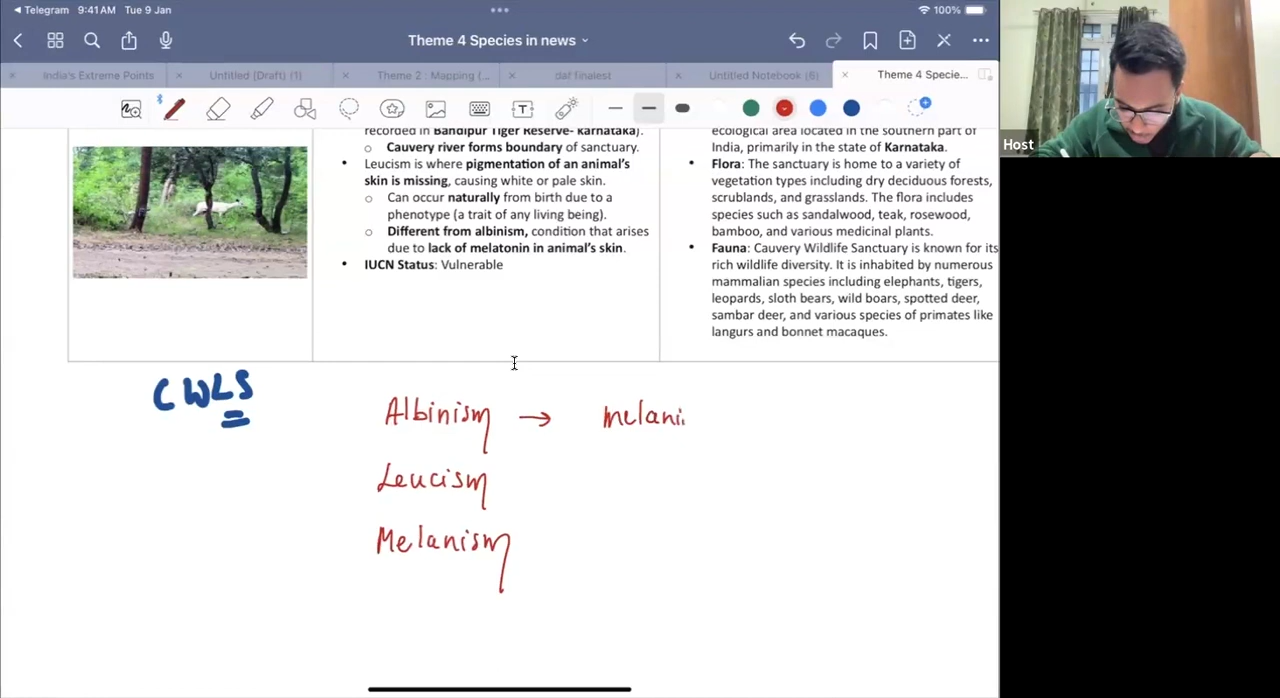 Telegram 9:41 AM Tue 9 Jan
100%
Theme 4 Species in news
India's Extreme Points
Untitled (Draft) (1)
Theme 2 : Mapping (...
daf finalest
Untitled Notebook (6)
Theme 4 Specie...
recorded in Bandipur Tiger Reserve- karnataka).
o Cauvery river forms boundary of sanctuary.
• Leucism is where pigmentation of an animal's
skin is missing, causing white or pale skin.
o Can occur naturally from birth due to a
phenotype (a trait of any living being).
o Different from albinism, condition that arises
due to lack of melatonin in animal's skin.
• IUCN Status: Vulnerable
ecological area located in the southern part of
India, primarily in the state of Karnataka.
• Flora: The sanctuary is home to a variety of
vegetation types including dry deciduous forests,
scrublands, and grasslands. The flora includes
species such as sandalwood, teak, rosewood,
bamboo, and various medicinal plants.
• Fauna: Cauvery Wildlife Sanctuary is known for its
rich wildlife diversity. It is inhabited by numerous
mammalian species including elephants, tigers,
leopards, sloth bears, wild boars, spotted deer,
sambar deer, and various species of primates like
langurs and bonnet macaques.
CWLS
Albinism → melani
Leucism
Melanism
Host